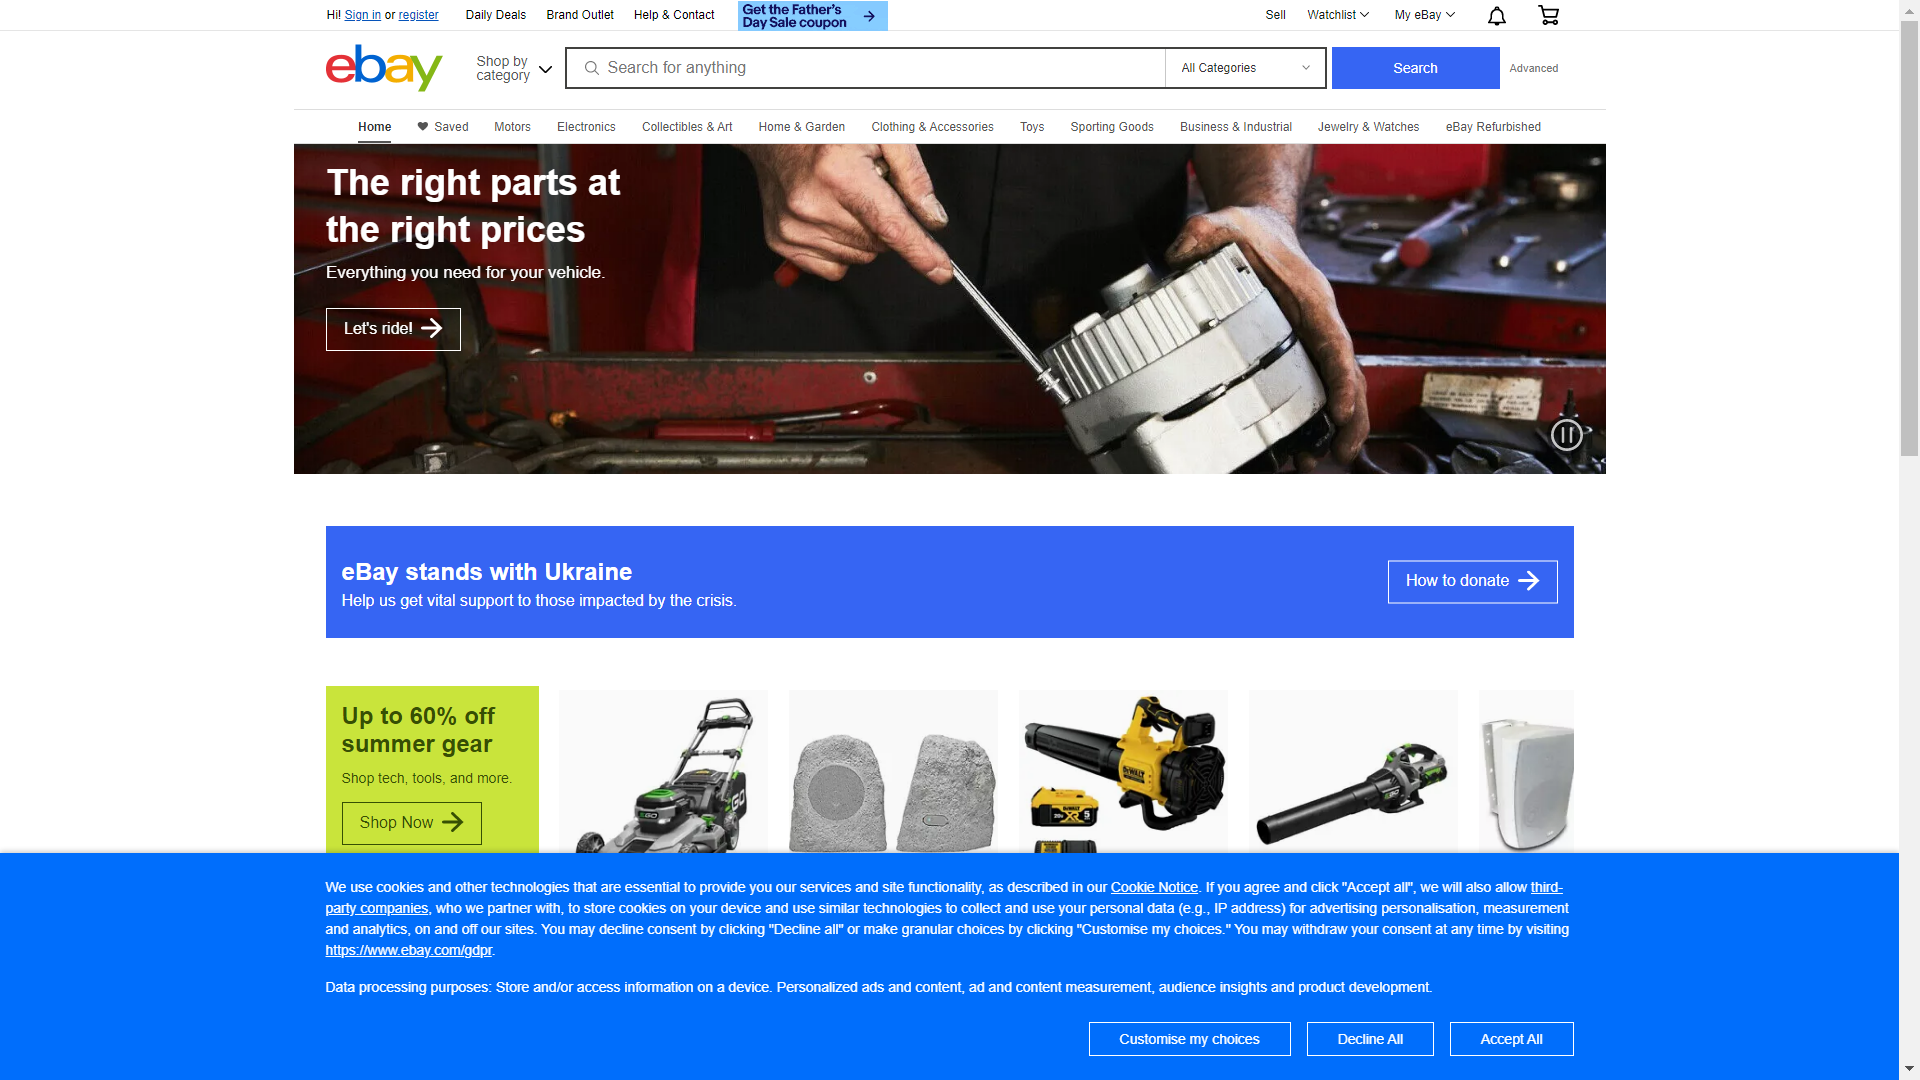 Hi! Sign in or register
Daily Deals
Brand Outlet
Help & Contact
Get the Father's
Day Sale coupon
Sell
Watchlist
My eBay
ebay
Shop by
category
Search for anything
All Categories
Search
Advanced
Home
Saved
Motors
Electronics
Collectibles & Art
Home & Garden
Clothing & Accessories
Toys
Sporting Goods
Business & Industrial
Jewelry & Watches
eBay Refurbished
The right parts at
the right prices
Everything you need for your vehicle.
Let's ride!
eBay stands with Ukraine
Help us get vital support to those impacted by the crisis.
How to donate
Up to 60% off
summer gear
Shop tech, tools, and more.
Shop Now
EGO
DEWALT
XR
5
EGO
We use cookies and other technologies that are essential to provide you our services and site functionality, as described in our Cookie Notice. If you agree and click "Accept all", we will also allow third-
party companies, who we partner with, to store cookies on your device and use similar technologies to collect and use your personal data (e.g., IP address) for advertising personalisation, measurement
and analytics, on and off our sites. You may decline consent by clicking "Decline all" or make granular choices by clicking "Customise my choices." You may withdraw your consent at any time by visiting
https://www.ebay.com/gdpr.
Data processing purposes: Store and/or access information on a device. Personalized ads and content, ad and content measurement, audience insights and product development.
Customise my choices
Decline All
Accept All